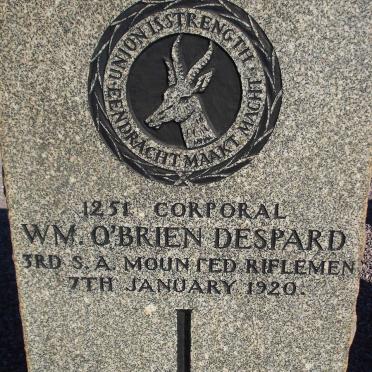 UNION IS STRENGTH
EENDRACHT MAAKT MACHT
1251 CORPORAL
WM. O'BRIEN DESPARD
3RD S.A. MOUNTED RIFLEMEN
7TH JANUARY 1920.